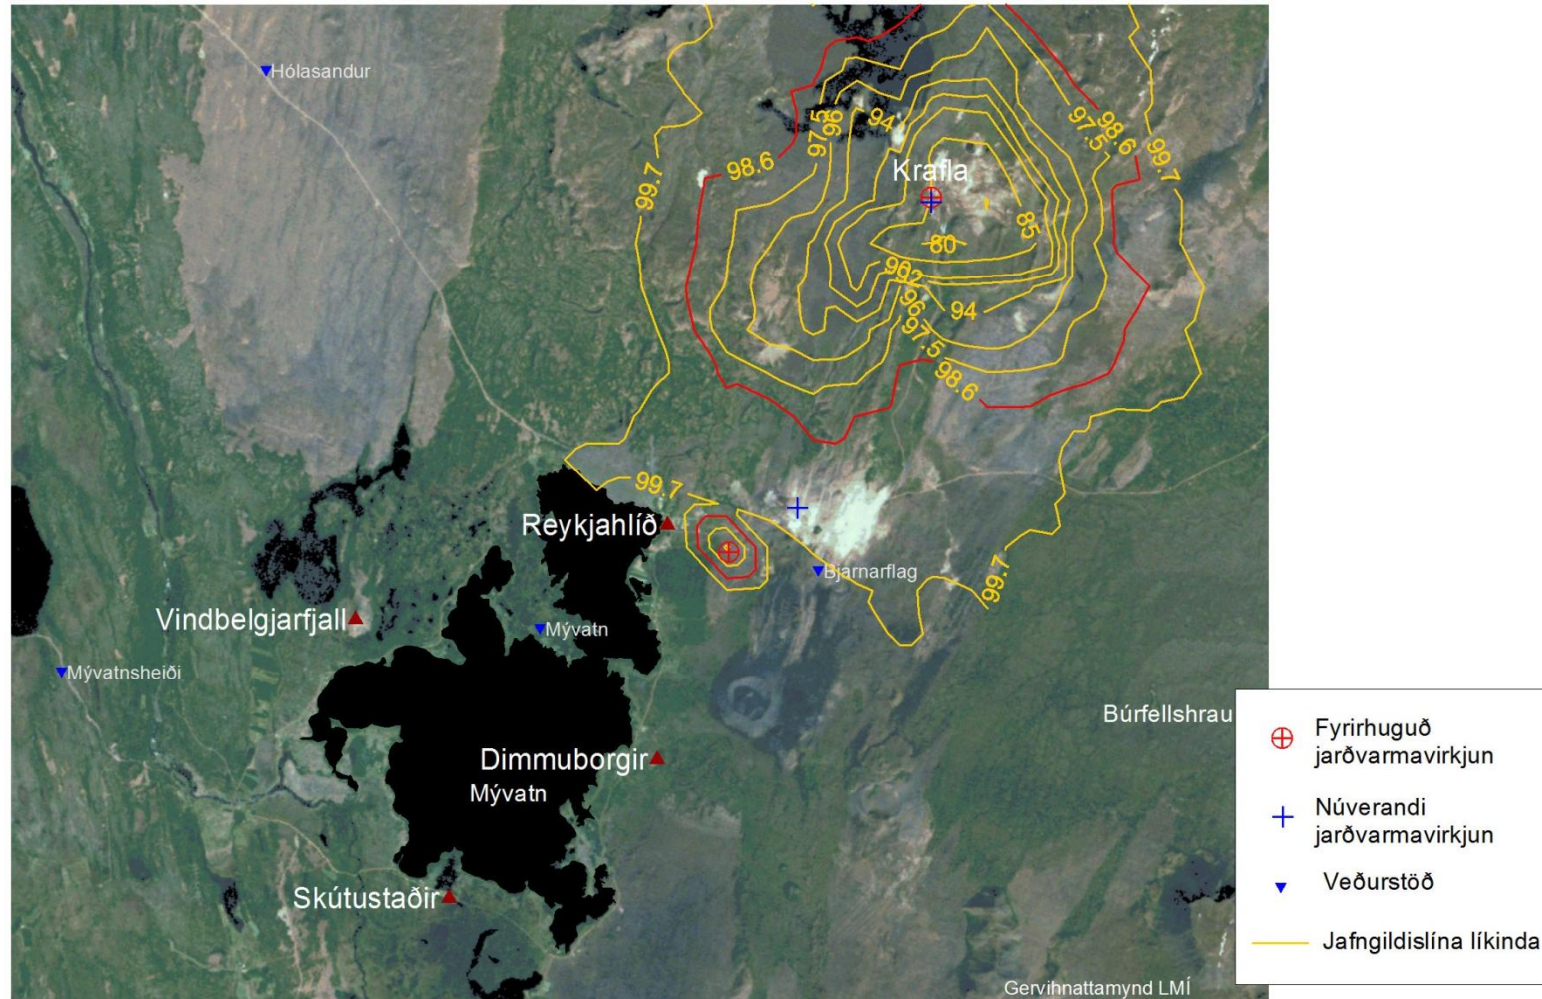 Hólasandur
97.5
96
94
97.5
98.6
99.7
98.6
99.7
Krafla
85
80
90
92
94
96
97.5
98.6
99.7
Reykjahlíð
Bjarnarflag
99.7
Vindbelgjarfjall
Mývatn
Mývatnsheiði
Búrfellshrau
Dimmuborgir
Mývatn
Skútustaðir
Gervihnattamynd LMÍ
Fyrirhuguð
jarðvarmavirkjun
Núverandi
jarðvarmavirkjun
Veðurstöð
Jafngildislína líkinda